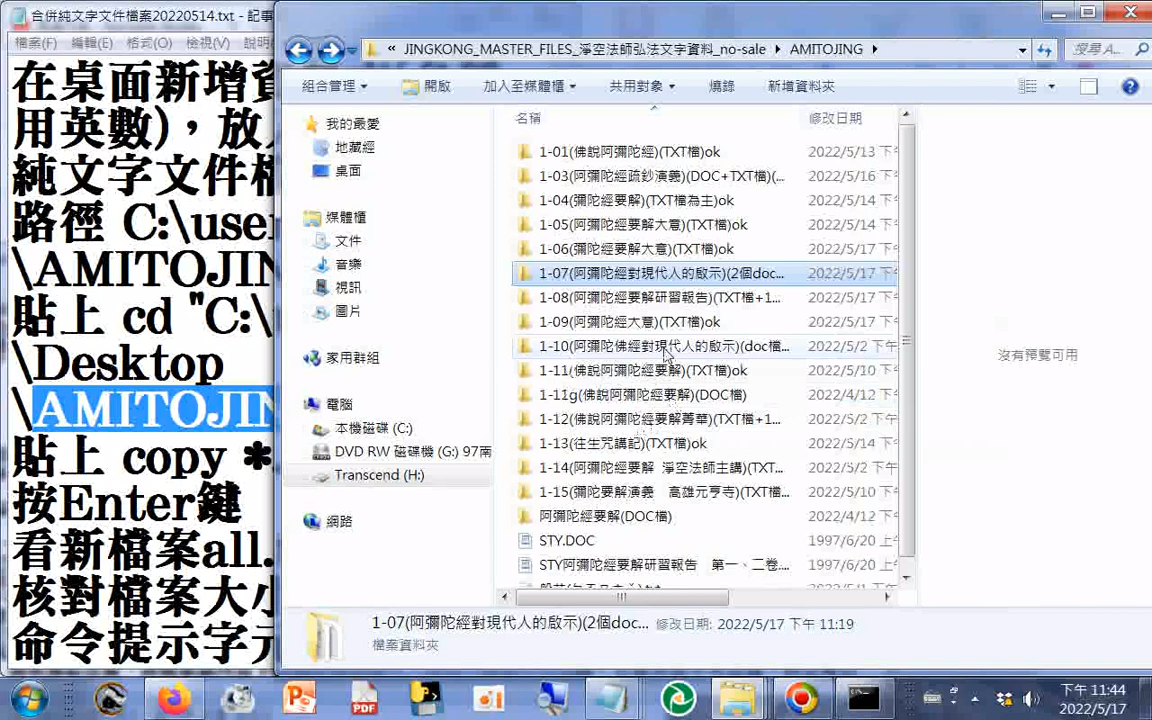 合併純文字文件檔案20220514.txt - 記事
檔案(F) 編輯(E) 格式(O) 檢視(V) 說明
在桌面新增資
用英數)，放
純文字文件檔
路徑 C:\user
\AMITOJIN
貼上 cd "C:\
\Desktop
\AMITOJIN
貼上 copy *
按Enter鍵
看新檔案all.
核對檔案大小
命令提示字元
« JINGKONG_MASTER_FILES_淨空法師弘法文字資料_no-sale ▸ AMITOJING ▸
搜尋 A...
組合管理 開啟 加入至媒體櫃 共用對象 燒錄 新增資料夾
我的最愛
地藏經
桌面
媒體櫃
文件
音樂
視訊
圖片
家用群組
電腦
本機磁碟 (C:)
DVD RW 磁碟機 (G:) 97南
Transcend (H:)
網路
名稱 修改日期
1-01(佛說阿彌陀經)(TXT檔)ok 2022/5/13 下
1-03(阿彌陀經疏鈔演義)(DOC+TXT檔)(... 2022/5/16 下
1-04(彌陀經要解)(TXT檔為主)ok 2022/5/17 下
1-05(阿彌陀經要解大意)(TXT檔)ok 2022/5/17 下
1-06(彌陀經要解大意)(TXT檔)ok 2022/5/17 下
1-07(阿彌陀經對現代人的啟示)(2個doc... 2022/5/17 下
1-08(阿彌陀經要解研習報告)(TXT檔+1... 2022/5/17 下
1-09(阿彌陀經大意)(TXT檔)ok 2022/5/17 下
1-10(阿彌陀佛經對現代人的啟示)(doc檔... 2022/5/2 下午
1-11(佛說阿彌陀經要解)(TXT檔)ok 2022/5/17 下
1-11g(佛說阿彌陀經要解)(DOC檔) 2022/4/12 下
1-12(佛說阿彌陀經要解菁華)(TXT檔+1... 2022/5/2 下午
1-13(往生咒講記)(TXT檔)ok 2022/5/17 下
1-14(阿彌陀經要解 淨空法師主講)(TXT... 2022/5/10 下
1-15(彌陀要解演義 高雄元亨寺)(TXT檔... 2022/5/10 下
阿彌陀經要解(DOC檔) 2022/4/12 下
STY.DOC 1997/6/20 上
STY阿彌陀經要解研習報告 第一、二卷... 1997/6/20 上
沒有預覽可用
1-07(阿彌陀經對現代人的啟示)(2個doc... 修改日期: 2022/5/17 下午 11:19
檔案資料夾
下午 11:44
2022/5/17